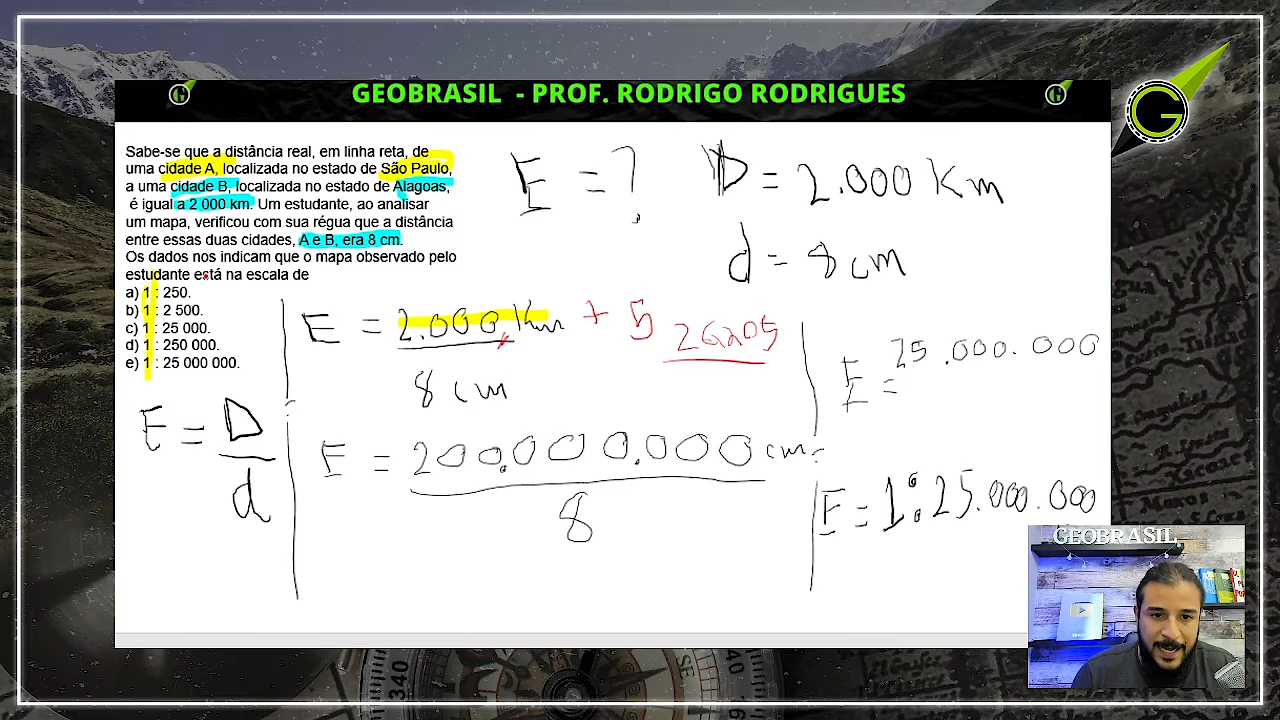 GEOBRASIL - PROF. RODRIGO RODRIGUES
Sabe-se que a distância real, em linha reta, de
uma cidade A, localizada no estado de São Paulo,
a uma cidade B, localizada no estado de Alagoas,
é igual a 2 000 km. Um estudante, ao analisar
um mapa, verificou com sua régua que a distância
entre essas duas cidades, A e B, era 8 cm.
Os dados nos indicam que o mapa observado pelo
estudante está na escala de
a) 1 : 250.
b) 1 : 2 500.
c) 1 : 25 000.
d) 1 : 250 000.
e) 1 : 25 000 000.
E = D
d
E = ? D = 2.000 Km
d = 8 cm
E = 2.000 Km + 5
8 cm
E = 200.000.000 cm
8
25.000.000
E =
E = 1:25.000.000
GEOBRASIL
G
340